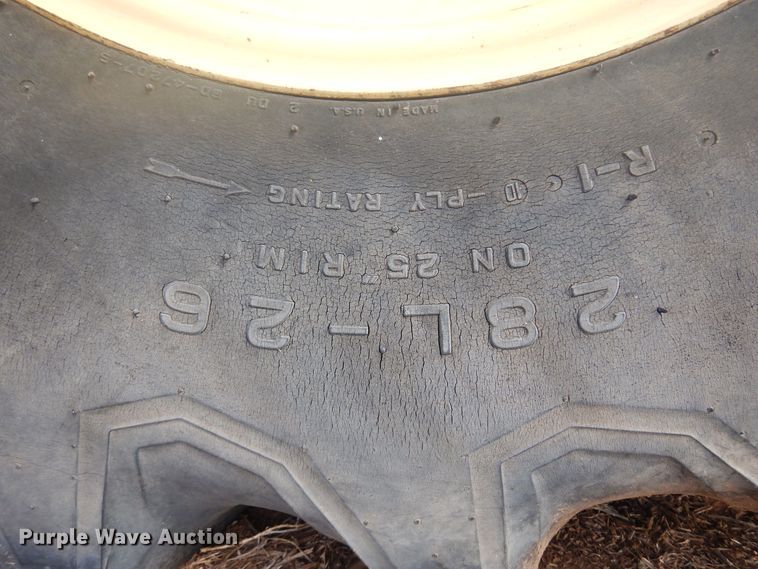 28L-26
ON 25" RIM
R-1 10 -PLY RATING
MADE IN U.S.A.
Purple Wave Auction